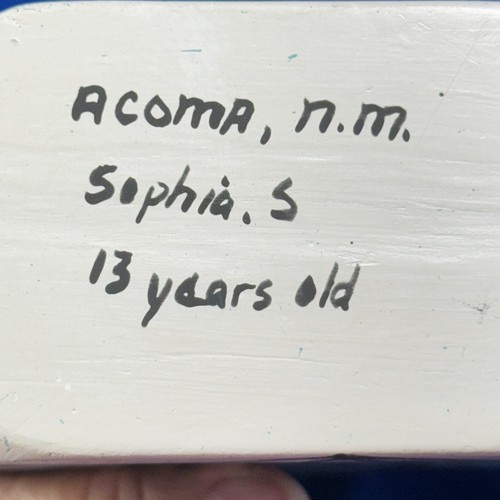 ACOMA, n.m.
Sophia. S
13 years old